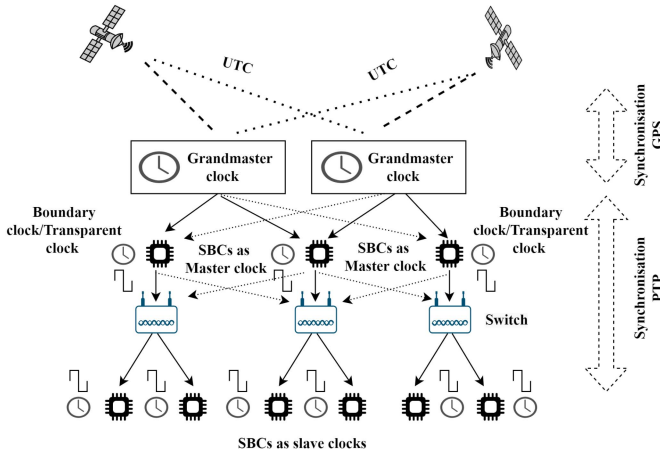 UTC
UTC
Synchronisation
GPS
Grandmaster
clock
Grandmaster
clock
Boundary
clock/Transparent
clock
SBCs as
Master clock
SBCs as
Master clock
Boundary
clock/Transparent
clock
Synchronisation
PTP
Switch
SBCs as slave clocks